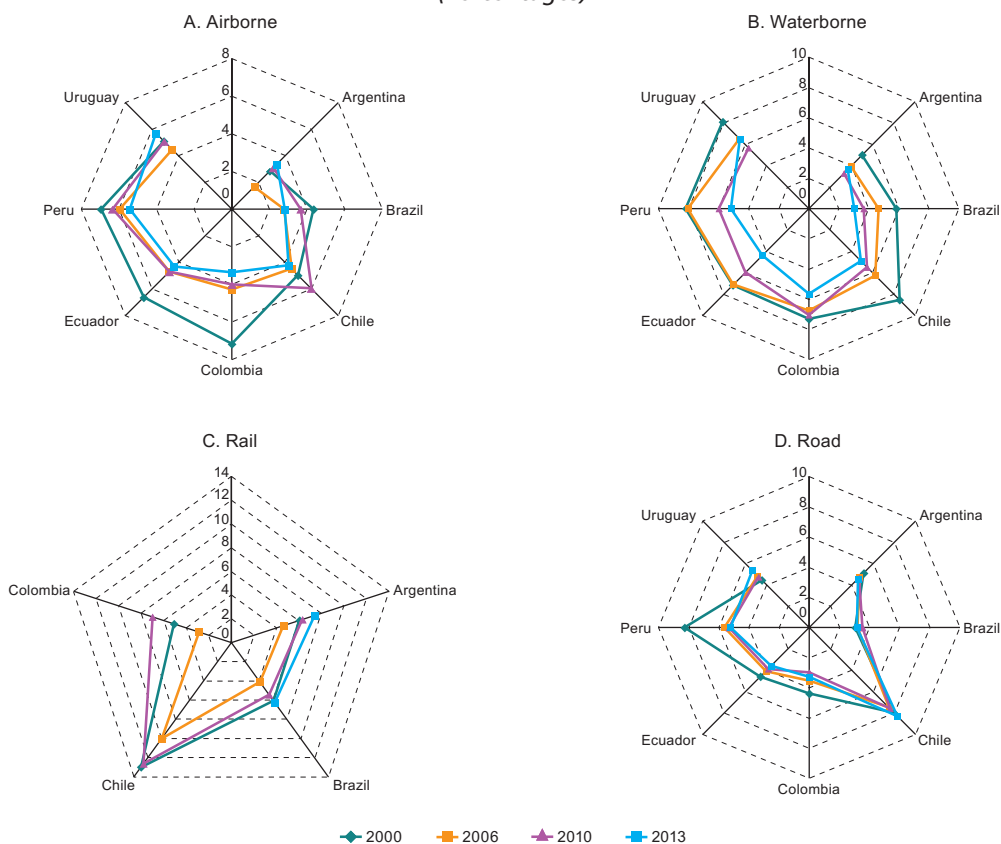 A. Airborne
8
6
4
2
0
Uruguay
Argentina
Peru
Brazil
Ecuador
Chile
Colombia
B. Waterborne
10
8
6
4
2
0
Uruguay
Argentina
Peru
Brazil
Ecuador
Chile
Colombia
C. Rail
14
12
10
8
6
4
2
0
Colombia
Argentina
Chile
Brazil
D. Road
10
8
6
4
2
0
Uruguay
Argentina
Peru
Brazil
Ecuador
Chile
Colombia
2000 2006 2010 2013